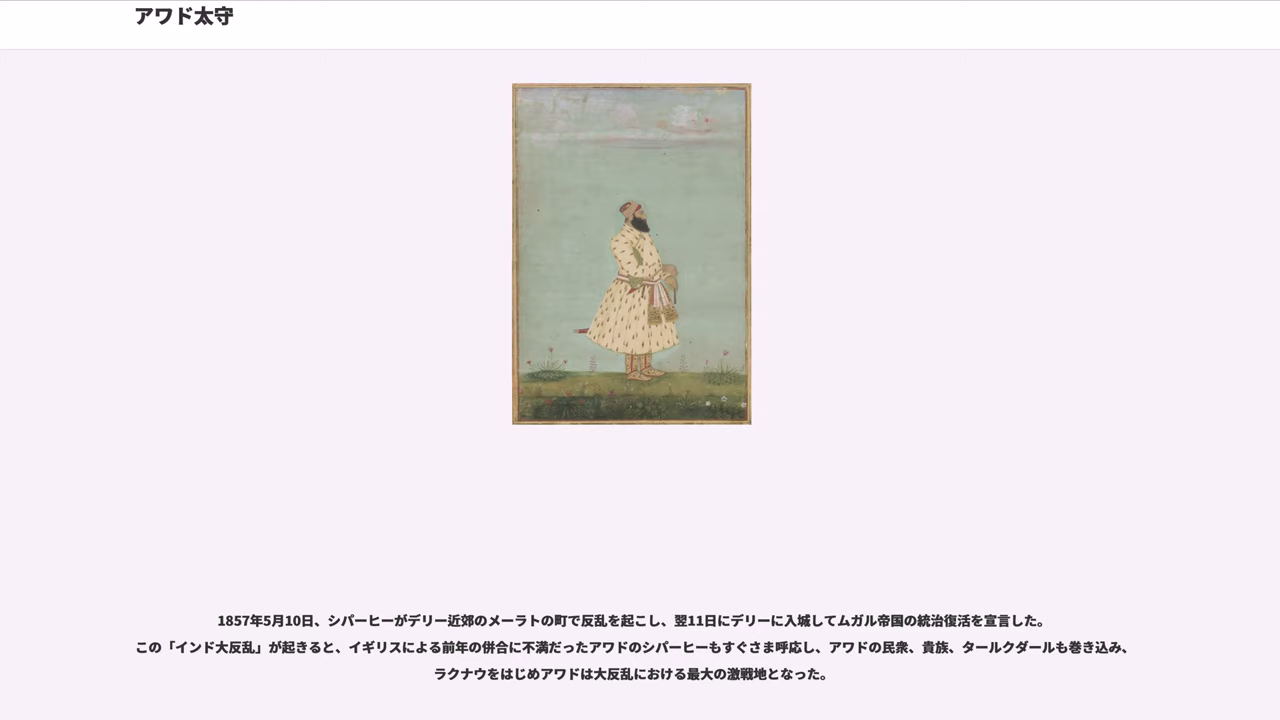 アワド太守
1857年5月10日、シパーヒーがデリー近郊のメーラトの町で反乱を起こし、翌11日にデリーに入城してムガル帝国の統治復活を宣言した。
この「インド大反乱」が起きると、イギリスによる前年の併合に不満だったアワドのシパーヒーもすぐさま呼応し、アワドの民衆、貴族、タールクダールも巻き込み、
ラクナウをはじめアワドは大反乱における最大の激戦地となった。